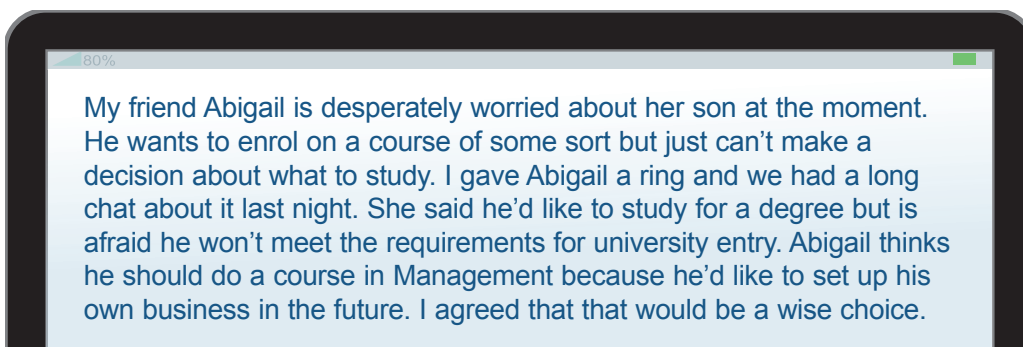 80%
My friend Abigail is desperately worried about her son at the moment.
He wants to enrol on a course of some sort but just can’t make a
decision about what to study. I gave Abigail a ring and we had a long
chat about it last night. She said he’d like to study for a degree but is
afraid he won’t meet the requirements for university entry. Abigail thinks
he should do a course in Management because he’d like to set up his
own business in the future. I agreed that that would be a wise choice.